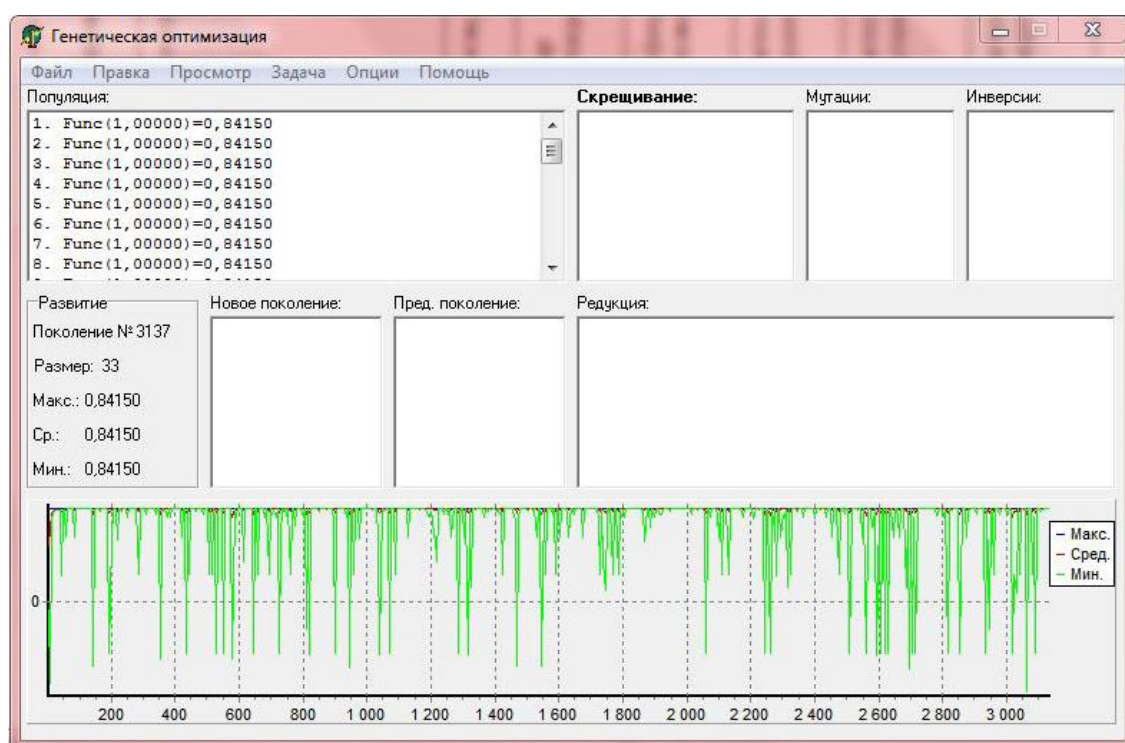 Генетическая оптимизация
Файл Правка Просмотр Задача Опции Помощь
Популяция:
1. Func(1,00000)=0,84150
2. Func(1,00000)=0,84150
3. Func(1,00000)=0,84150
4. Func(1,00000)=0,84150
5. Func(1,00000)=0,84150
6. Func(1,00000)=0,84150
7. Func(1,00000)=0,84150
8. Func(1,00000)=0,84150
Скрещивание:
Мутации:
Инверсии:
Развитие
Поколение № 3137
Размер: 33
Макс.: 0,84150
Ср.: 0,84150
Мин.: 0,84150
Новое поколение:
Пред. поколение:
Редукция:
Макс.
Сред.
Мин.
0
200 400 600 800 1 000 1 200 1 400 1 600 1 800 2 000 2 200 2 400 2 600 2 800 3 000